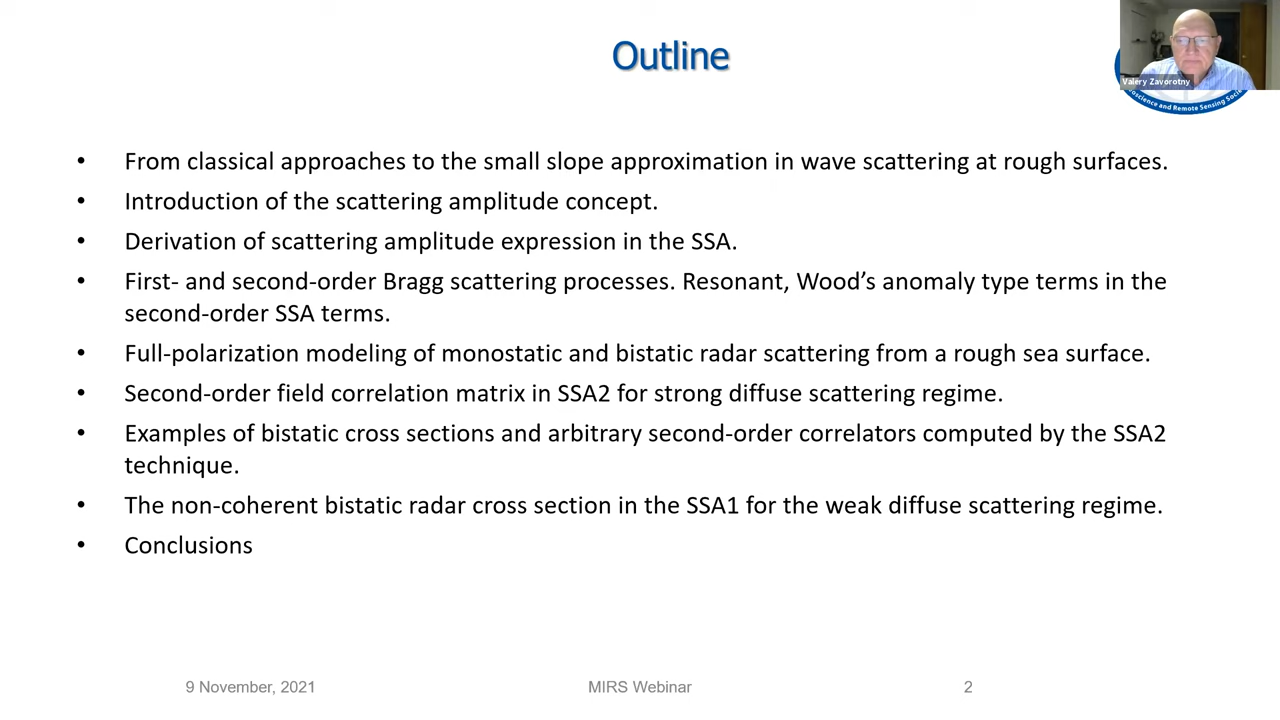 Outline
Valery Zavorotny
oscience and Remote Sensing Socie
• From classical approaches to the small slope approximation in wave scattering at rough surfaces.
• Introduction of the scattering amplitude concept.
• Derivation of scattering amplitude expression in the SSA.
• First- and second-order Bragg scattering processes. Resonant, Wood’s anomaly type terms in the
second-order SSA terms.
• Full-polarization modeling of monostatic and bistatic radar scattering from a rough sea surface.
• Second-order field correlation matrix in SSA2 for strong diffuse scattering regime.
• Examples of bistatic cross sections and arbitrary second-order correlators computed by the SSA2
technique.
• The non-coherent bistatic radar cross section in the SSA1 for the weak diffuse scattering regime.
• Conclusions
9 November, 2021
MIRS Webinar
2